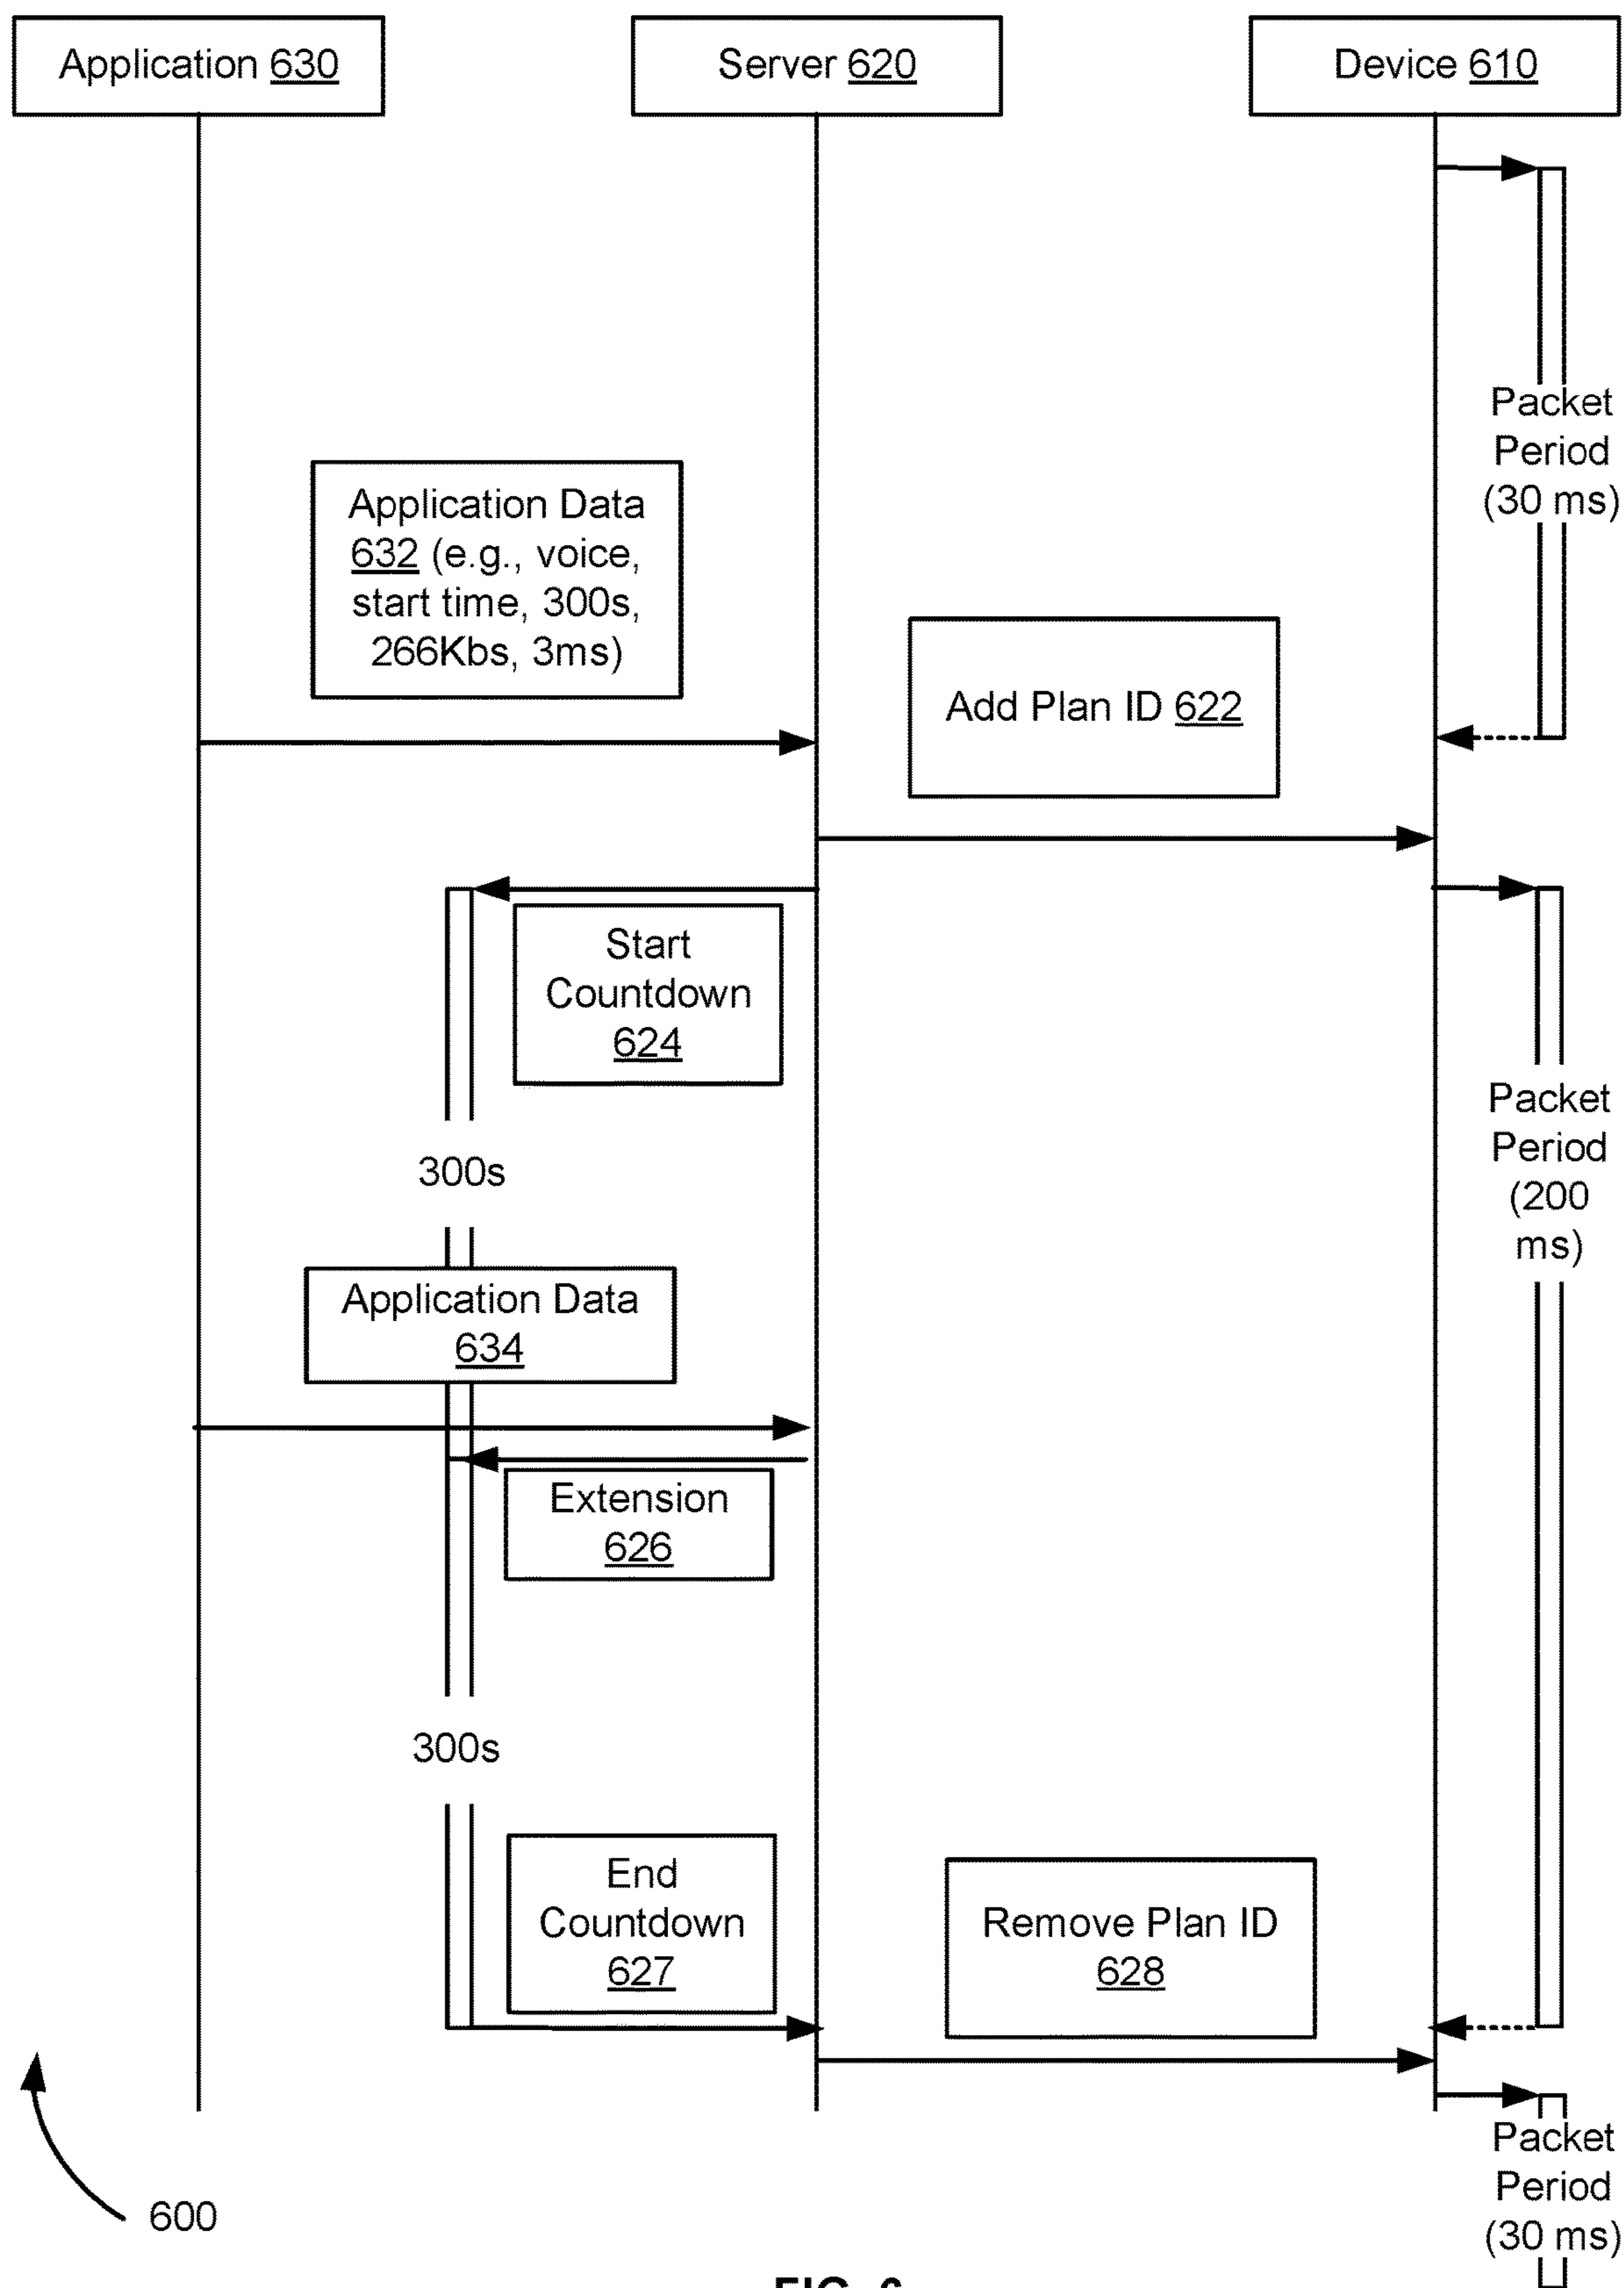 Application 630
Server 620
Device 610
Packet
Period
(30 ms)
Application Data
632 (e.g., voice,
start time, 300s,
266Kbs, 3ms)
Add Plan ID 622
Start
Countdown
624
Packet
Period
(200
ms)
300s
Application Data
634
Extension
626
300s
End
Countdown
627
Remove Plan ID
628
Packet
Period
(30 ms)
600
FIG. 6